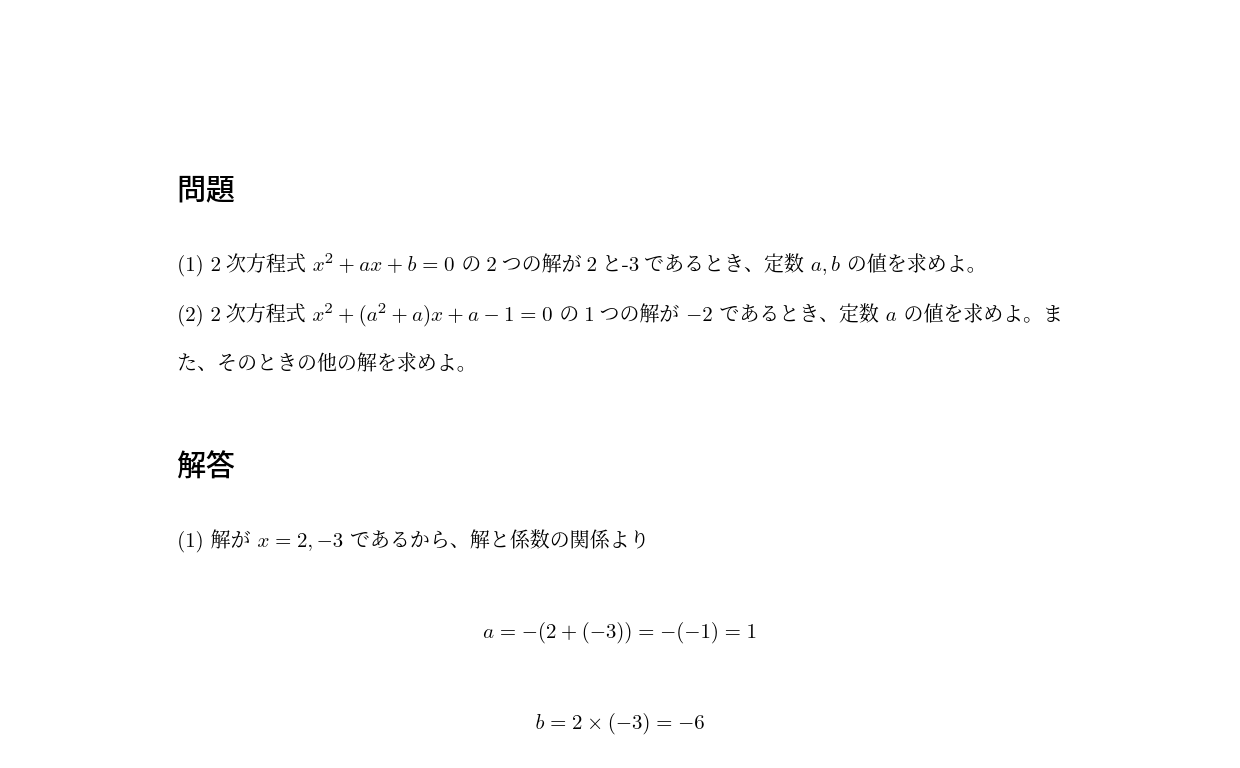 問題
(1) 2 次方程式 x² + ax + b = 0 の 2 つの解が 2 と-3 であるとき、定数 a, b の値を求めよ。
(2) 2 次方程式 x² + (a² + a)x + a − 1 = 0 の 1 つの解が −2 であるとき、定数 a の値を求めよ。ま
た、そのときの他の解を求めよ。
解答
(1) 解が x = 2, −3 であるから、解と係数の関係より
a = −(2 + (−3)) = −(−1) = 1
b = 2 × (−3) = −6